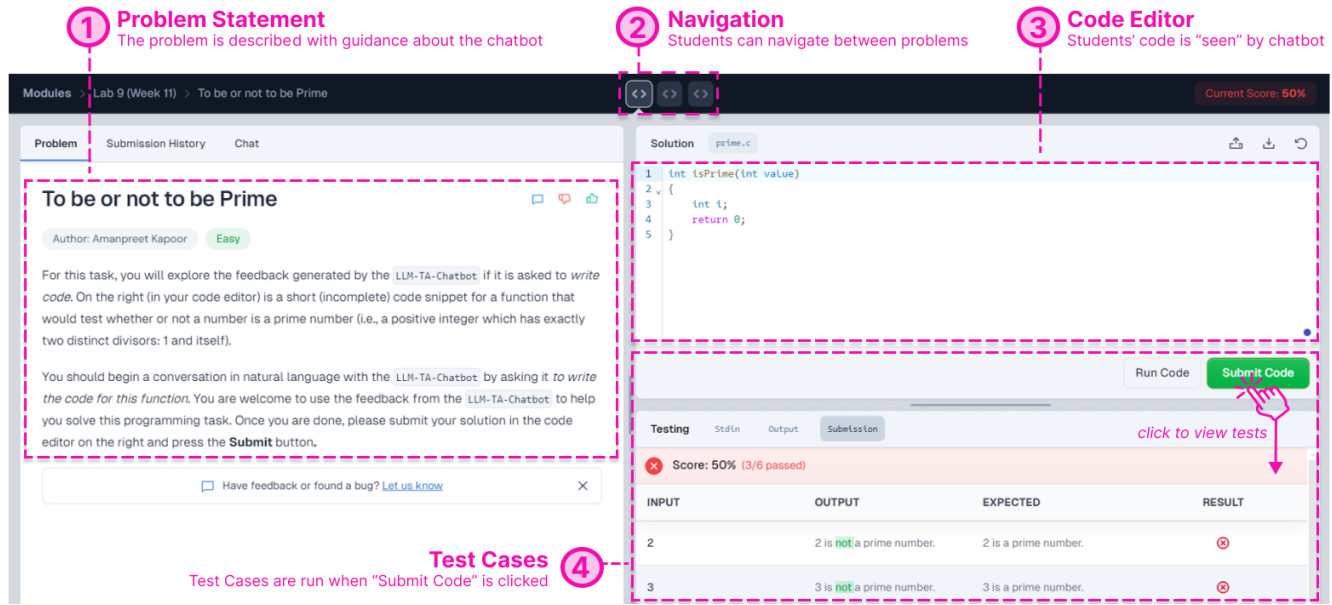 1 Problem Statement
The problem is described with guidance about the chatbot
2 Navigation
Students can navigate between problems
3 Code Editor
Students' code is “seen” by chatbot
Modules > Lab 9 (Week 11) > To be or not to be Prime
Current Score: 50%
Problem Submission History Chat
Solution prime.c
To be or not to be Prime
Author: Amanpreet Kapoor Easy
For this task, you will explore the feedback generated by the LLM-TA-Chatbot if it is asked to write
code. On the right (in your code editor) is a short (incomplete) code snippet for a function that
would test whether or not a number is a prime number (i.e., a positive integer which has exactly
two distinct divisors: 1 and itself).
You should begin a conversation in natural language with the LLM-TA-Chatbot by asking it to write
the code for this function. You are welcome to use the feedback from the LLM-TA-Chatbot to help
you solve this programming task. Once you are done, please submit your solution in the code
editor on the right and press the Submit button.
Have feedback or found a bug? Let us know
1 int isPrime(int value)
2 {
3 int i;
4 return 0;
5 }
Run Code Submit Code
click to view tests
Testing Stdin Output Submission
Score: 50% (3/6 passed)
INPUT OUTPUT EXPECTED RESULT
2 2 is not a prime number. 2 is a prime number.
3 3 is not a prime number. 3 is a prime number.
Test Cases 4
Test Cases are run when “Submit Code” is clicked